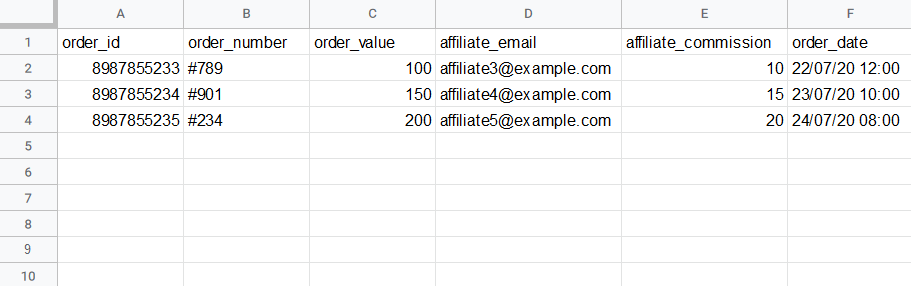 A B C D E F
1 order_id order_number order_value affiliate_email affiliate_commission order_date
2 8987855233 #789 100 affiliate3@example.com 10 22/07/20 12:00
3 8987855234 #901 150 affiliate4@example.com 15 23/07/20 10:00
4 8987855235 #234 200 affiliate5@example.com 20 24/07/20 08:00
5
6
7
8
9
10